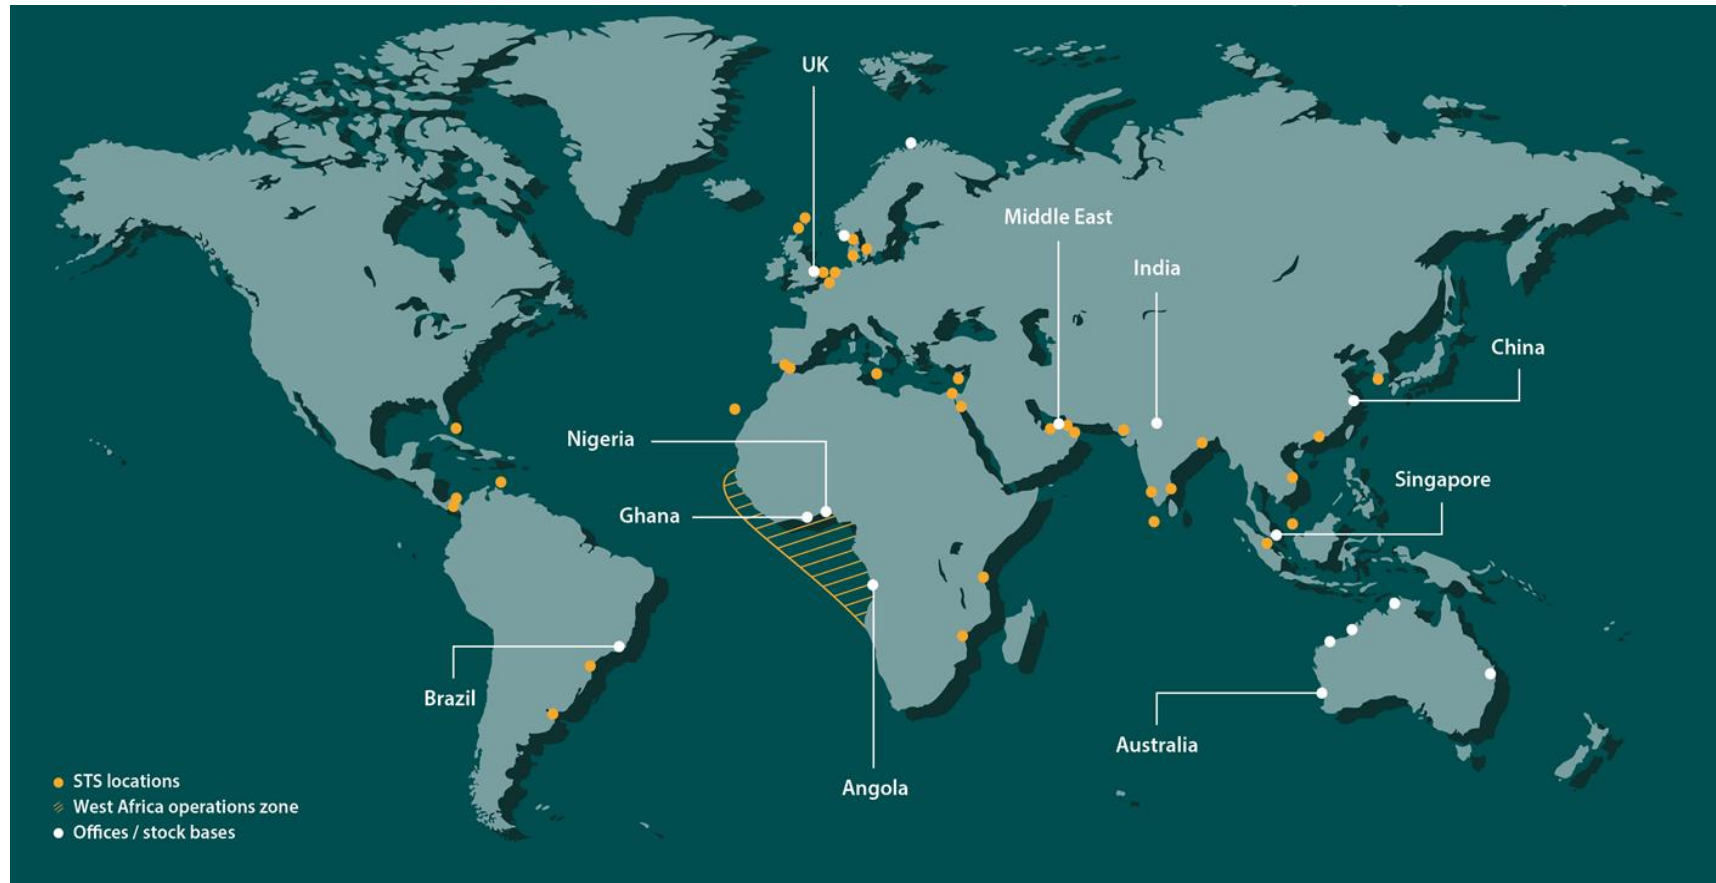 UK
Middle East
India
China
Nigeria
Singapore
Ghana
Brazil
Australia
Angola
STS locations
West Africa operations zone
Offices / stock bases